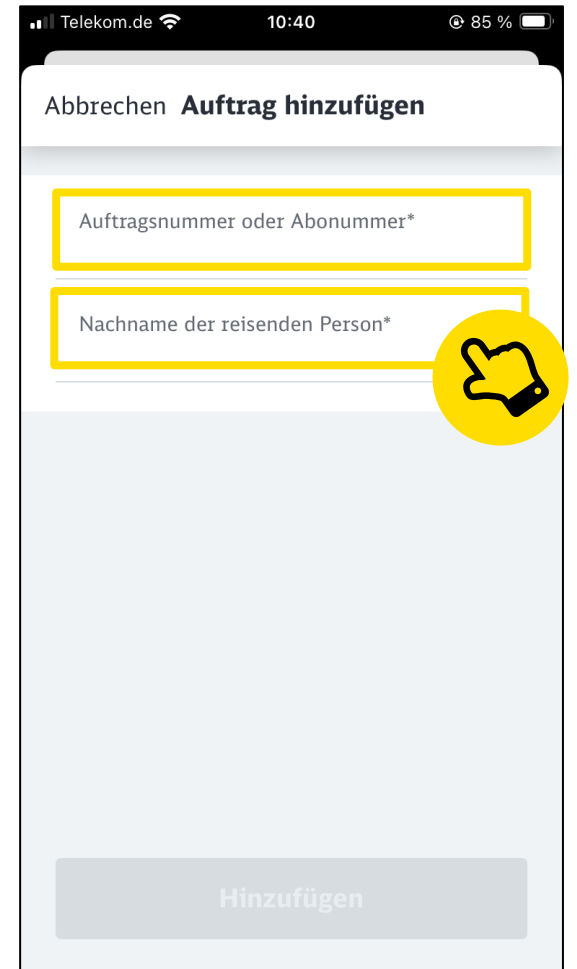 Telekom.de 10:40 85 %
Abbrechen Auftrag hinzufügen
Auftragsnummer oder Abonummer*
Nachname der reisenden Person*
Hinzufügen